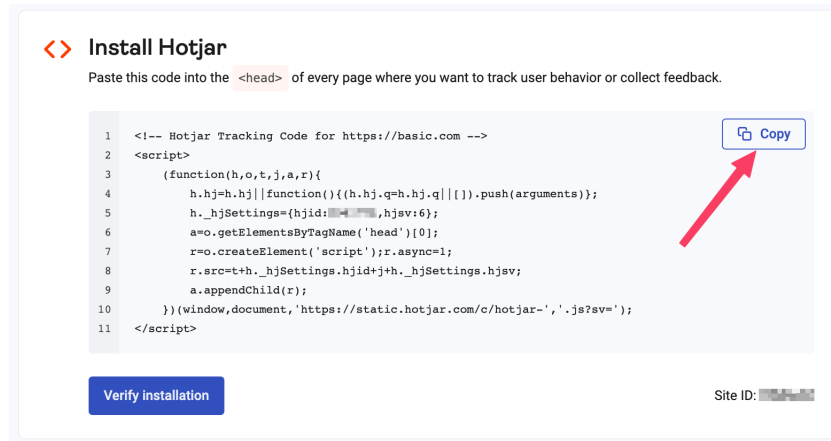 Install Hotjar
Paste this code into the <head> of every page where you want to track user behavior or collect feedback.
Copy
1 <!-- Hotjar Tracking Code for https://basic.com -->
2 <script>
3 (function(h,o,t,j,a,r){
4 h.hj=h.hj||function(){(h.hj.q=h.hj.q||[]).push(arguments)};
5 h._hjSettings={hjid: ,hjsv:6};
6 a=o.getElementsByTagName('head')[0];
7 r=o.createElement('script');r.async=1;
8 r.src=t+h._hjSettings.hjid+j+h._hjSettings.hjsv;
9 a.appendChild(r);
10 })(window,document,'https://static.hotjar.com/c/hotjar-','.js?sv=');
11 </script>
Verify installation
Site ID: